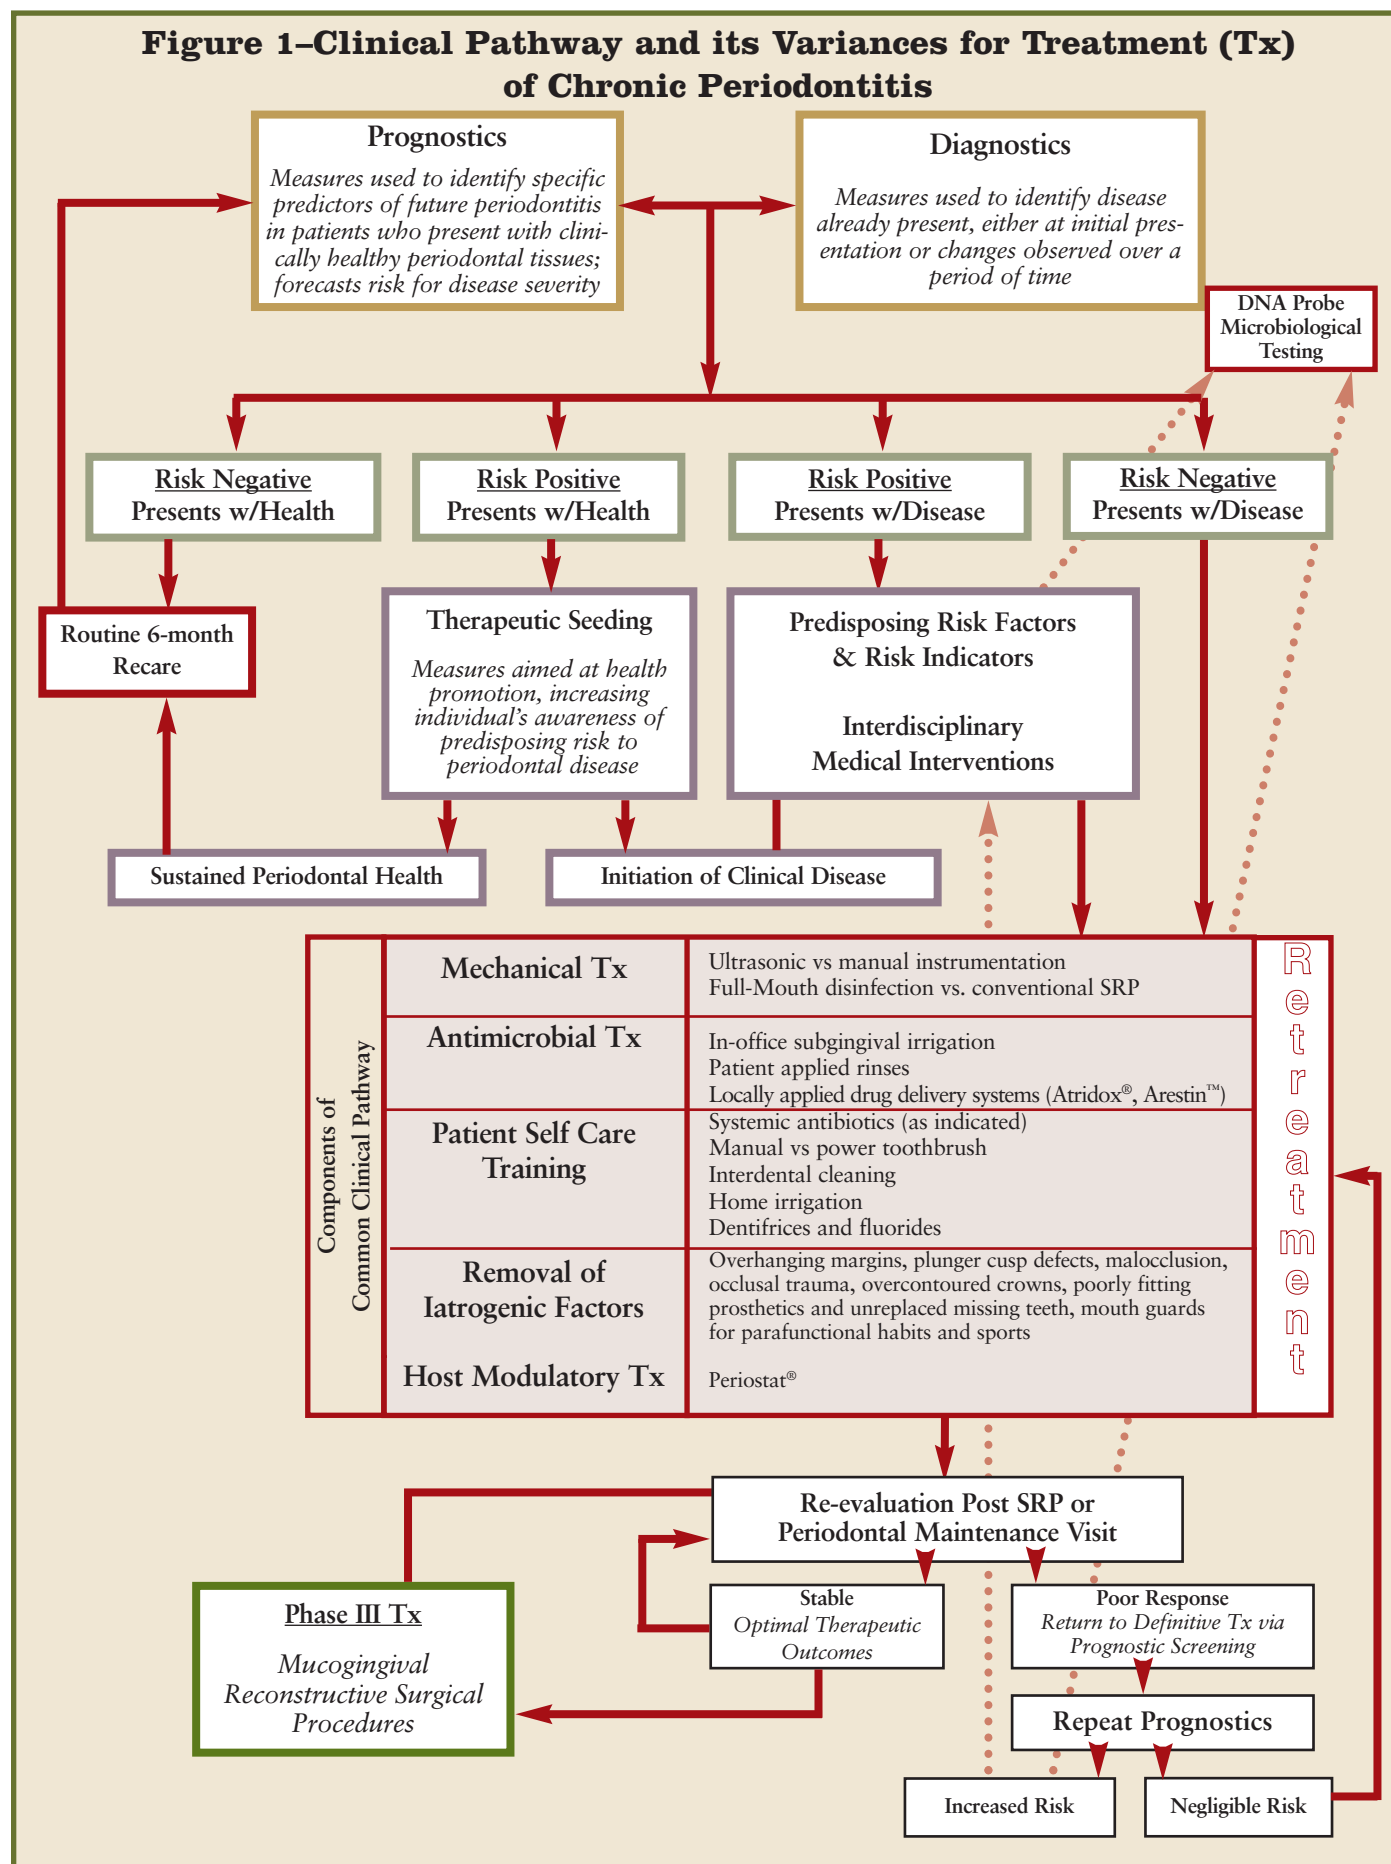 Figure 1–Clinical Pathway and its Variances for Treatment (Tx)
of Chronic Periodontitis
Prognostics
Measures used to identify specific
predictors of future periodontitis
in patients who present with clini-
cally healthy periodontal tissues;
forecasts risk for disease severity
Diagnostics
Measures used to identify disease
already present, either at initial pres-
entation or changes observed over a
period of time
DNA Probe
Microbiological
Testing
Risk Negative
Presents w/Health
Risk Positive
Presents w/Health
Risk Positive
Presents w/Disease
Risk Negative
Presents w/Disease
Routine 6-month
Recare
Therapeutic Seeding
Measures aimed at health
promotion, increasing
individual's awareness of
predisposing risk to
periodontal disease
Predisposing Risk Factors
& Risk Indicators
Interdisciplinary
Medical Interventions
Sustained Periodontal Health
Initiation of Clinical Disease
Components of
Common Clinical Pathway
Mechanical Tx
Ultrasonic vs manual instrumentation
Full-Mouth disinfection vs. conventional SRP
Antimicrobial Tx
In-office subgingival irrigation
Patient applied rinses
Locally applied drug delivery systems (Atridox®, Arestin™)
Patient Self Care
Training
Systemic antibiotics (as indicated)
Manual vs power toothbrush
Interdental cleaning
Home irrigation
Dentifrices and fluorides
Removal of
Iatrogenic Factors
Overhanging margins, plunger cusp defects, malocclusion,
occlusal trauma, overcontoured crowns, poorly fitting
prosthetics and unreplaced missing teeth, mouth guards
for parafunctional habits and sports
Host Modulatory Tx
Periostat®
Retreatment
Re-evaluation Post SRP or
Periodontal Maintenance Visit
Stable
Optimal Therapeutic
Outcomes
Poor Response
Return to Definitive Tx via
Prognostic Screening
Phase III Tx
Mucogingival
Reconstructive Surgical
Procedures
Repeat Prognostics
Increased Risk
Negligible Risk